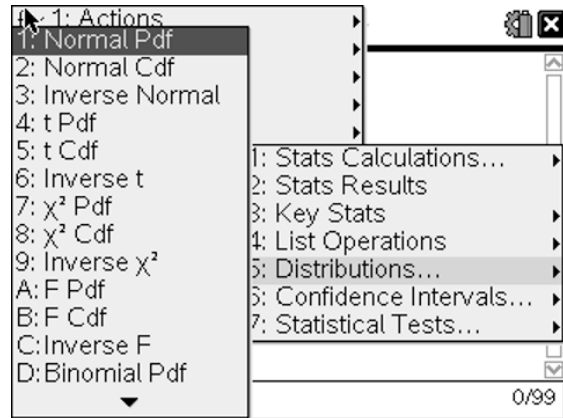 1: Actions
1: Normal Pdf
2: Normal Cdf
3: Inverse Normal
4: t Pdf
5: t Cdf
6: Inverse t
7: χ² Pdf
8: χ² Cdf
9: Inverse χ²
A: F Pdf
B: F Cdf
C: Inverse F
D: Binomial Pdf
1: Stats Calculations...
2: Stats Results
3: Key Stats
4: List Operations
5: Distributions...
6: Confidence Intervals...
7: Statistical Tests...
0/99